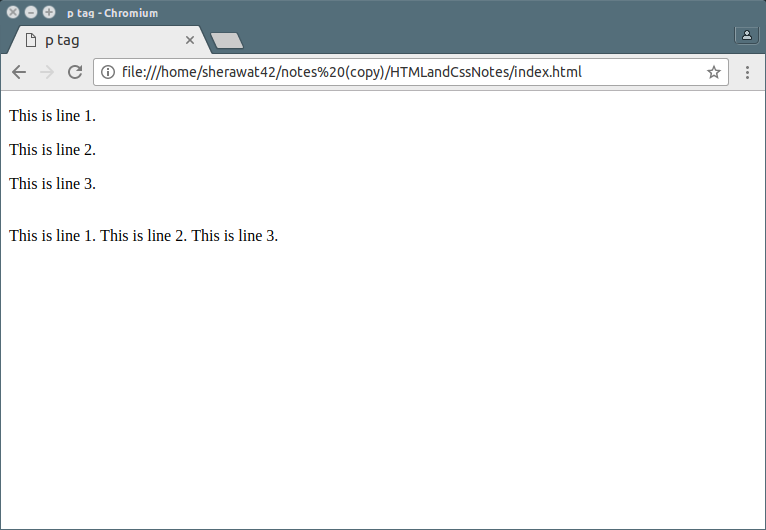 p tag - Chromium
p tag
file:///home/sherawat42/notes%20(copy)/HTMLandCssNotes/index.html
This is line 1.
This is line 2.
This is line 3.
This is line 1. This is line 2. This is line 3.